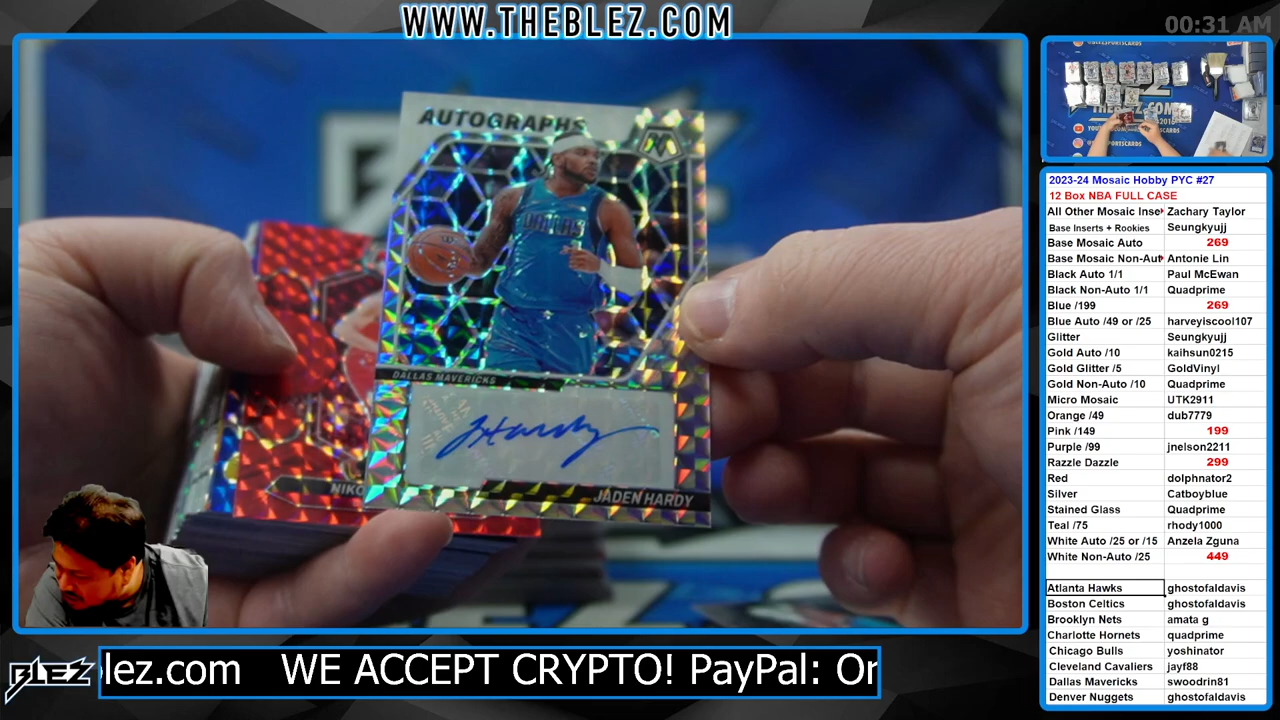 WWW.THEBLEZ.COM
00:31 AM
AUTOGRAPHS
DALLAS
DALLAS MAVERICKS
JHardy
JADEN HARDY
NIKO
2023-24 Mosaic Hobby PYC #27
12 Box NBA FULL CASE
All Other Mosaic Inse Zachary Taylor
Base Inserts + Rookies Seungkyujj
Base Mosaic Auto 269
Base Mosaic Non-Aut Antonie Lin
Black Auto 1/1 Paul McEwan
Black Non-Auto 1/1 Quadprime
Blue /199 269
Blue Auto /49 or /25 harveyiscool107
Glitter Seungkyujj
Gold Auto /10 kaihsun0215
Gold Glitter /5 GoldVinyl
Gold Non-Auto /10 Quadprime
Micro Mosaic UTK2911
Orange /49 dub7779
Pink /149 199
Purple /99 jnelson2211
Razzle Dazzle 299
Red dolphnator2
Silver Catboyblue
Stained Glass Quadprime
Teal /75 rhody1000
White Auto /25 or /15 Anzela Zguna
White Non-Auto /25 449
Atlanta Hawks ghostofaldavis
Boston Celtics ghostofaldavis
Brooklyn Nets amata g
Charlotte Hornets quadprime
Chicago Bulls yoshinator
Cleveland Cavaliers jayf88
Dallas Mavericks swoodrin81
Denver Nuggets ghostofaldavis
BLEZ
lez.com WE ACCEPT CRYPTO! PayPal: Or